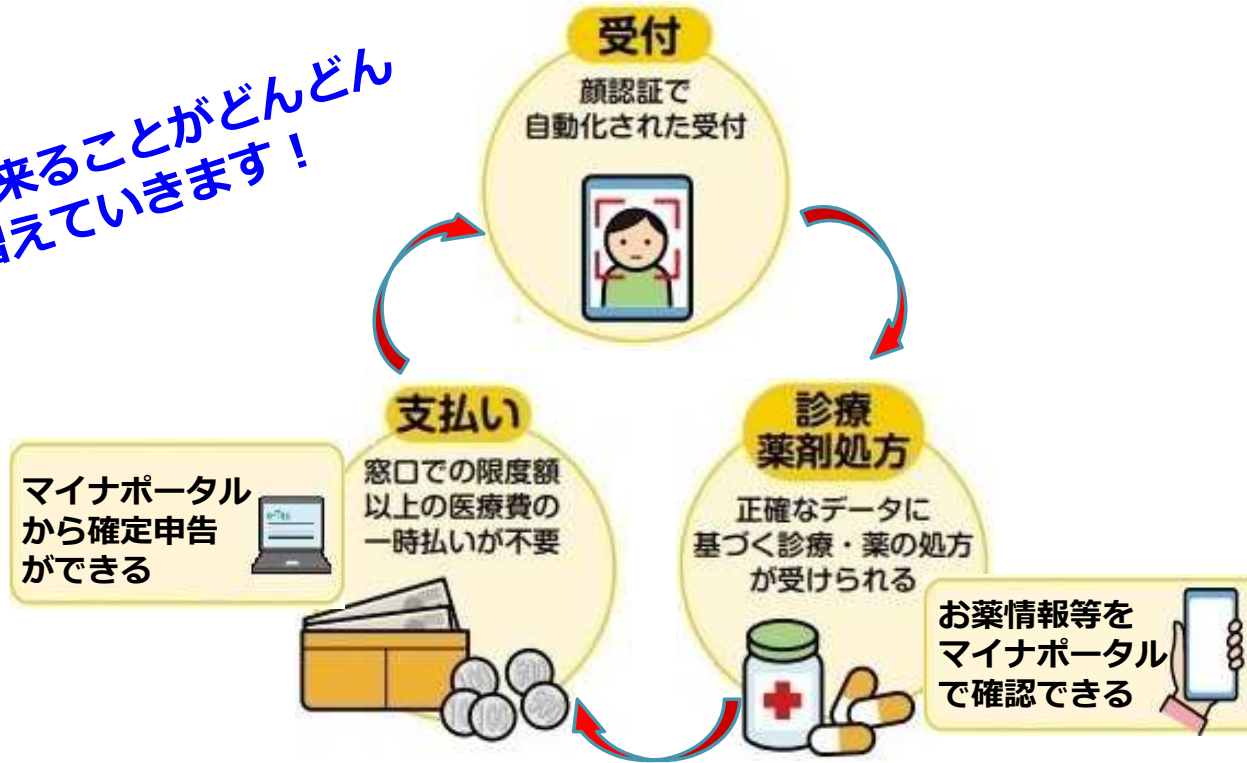 来ることがどんどん
増えていきます！
受付
顔認証で
自動化された受付
診療
薬剤処方
正確なデータに
基づく診療・薬の処方
が受けられる
お薬情報等を
マイナポータル
で確認できる
支払い
窓口での限度額
以上の医療費の
一時払いが不要
マイナポータル
から確定申告
ができる